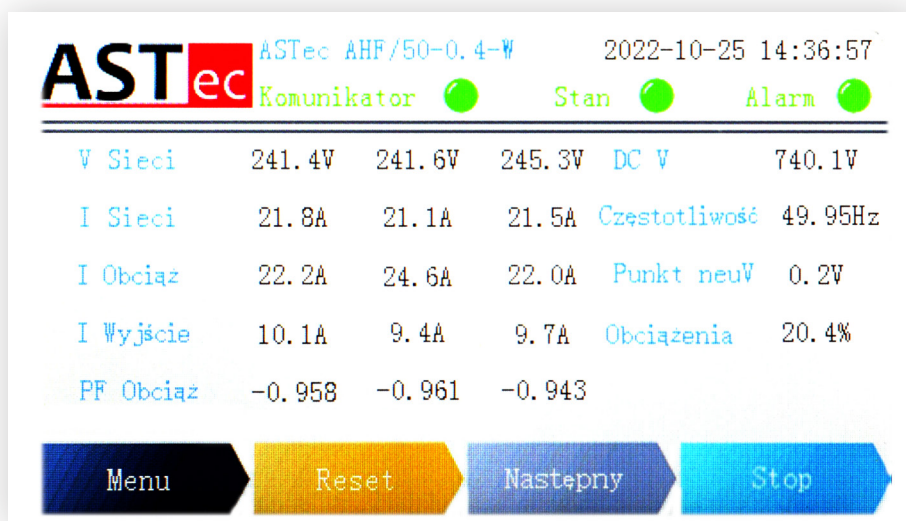 ASTec ASTec AHF/50-0.4-W 2022-10-25 14:36:57
Komunikator Stan Alarm
V Sieci 241.4V 241.6V 245.3V DC V 740.1V
I Sieci 21.8A 21.1A 21.5A Częstotliwość 49.95Hz
I Obciąż 22.2A 24.6A 22.0A Punkt neuV 0.2V
I Wyjście 10.1A 9.4A 9.7A Obciążenia 20.4%
PF Obciąż -0.958 -0.961 -0.943
Menu Reset Następny Stop